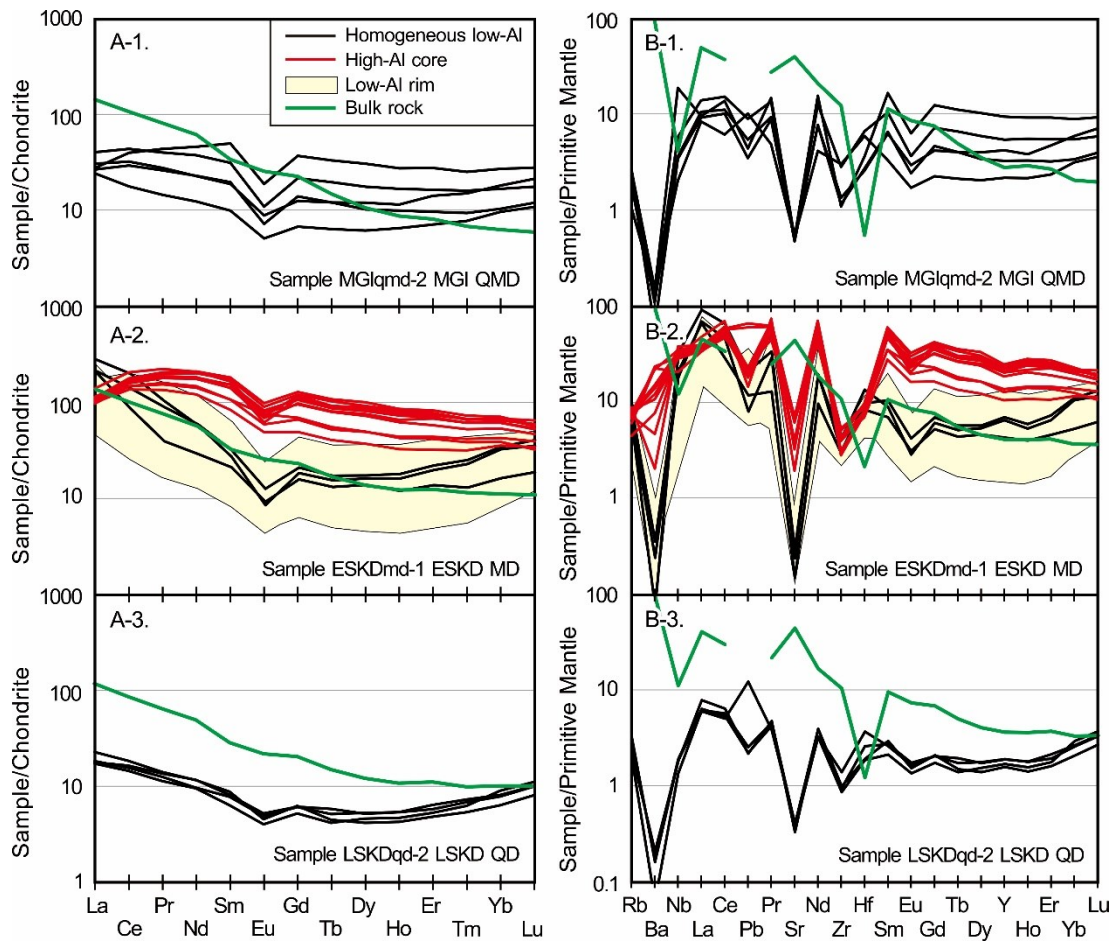 A-1.
Homogeneous low-Al
High-Al core
Low-Al rim
Bulk rock
1000
100
10
Sample/Chondrite
Sample MGIqmd-2 MGI QMD
B-1.
100
10
1
Sample/Primitive Mantle
Sample MGIqmd-2 MGI QMD
A-2.
1000
100
10
Sample/Chondrite
Sample ESKDmd-1 ESKD MD
B-2.
100
10
1
Sample/Primitive Mantle
Sample ESKDmd-1 ESKD MD
A-3.
1000
100
10
1
Sample/Chondrite
Sample LSKDqd-2 LSKD QD
B-3.
100
10
1
0.1
Sample/Primitive Mantle
Sample LSKDqd-2 LSKD QD
La Pr Sm Gd Dy Er Yb
Ce Nd Eu Tb Ho Tm Lu
Rb Nb Ce Pr Nd Hf Eu Tb Y Er Lu
Ba La Pb Sr Zr Sm Gd Dy Ho Yb